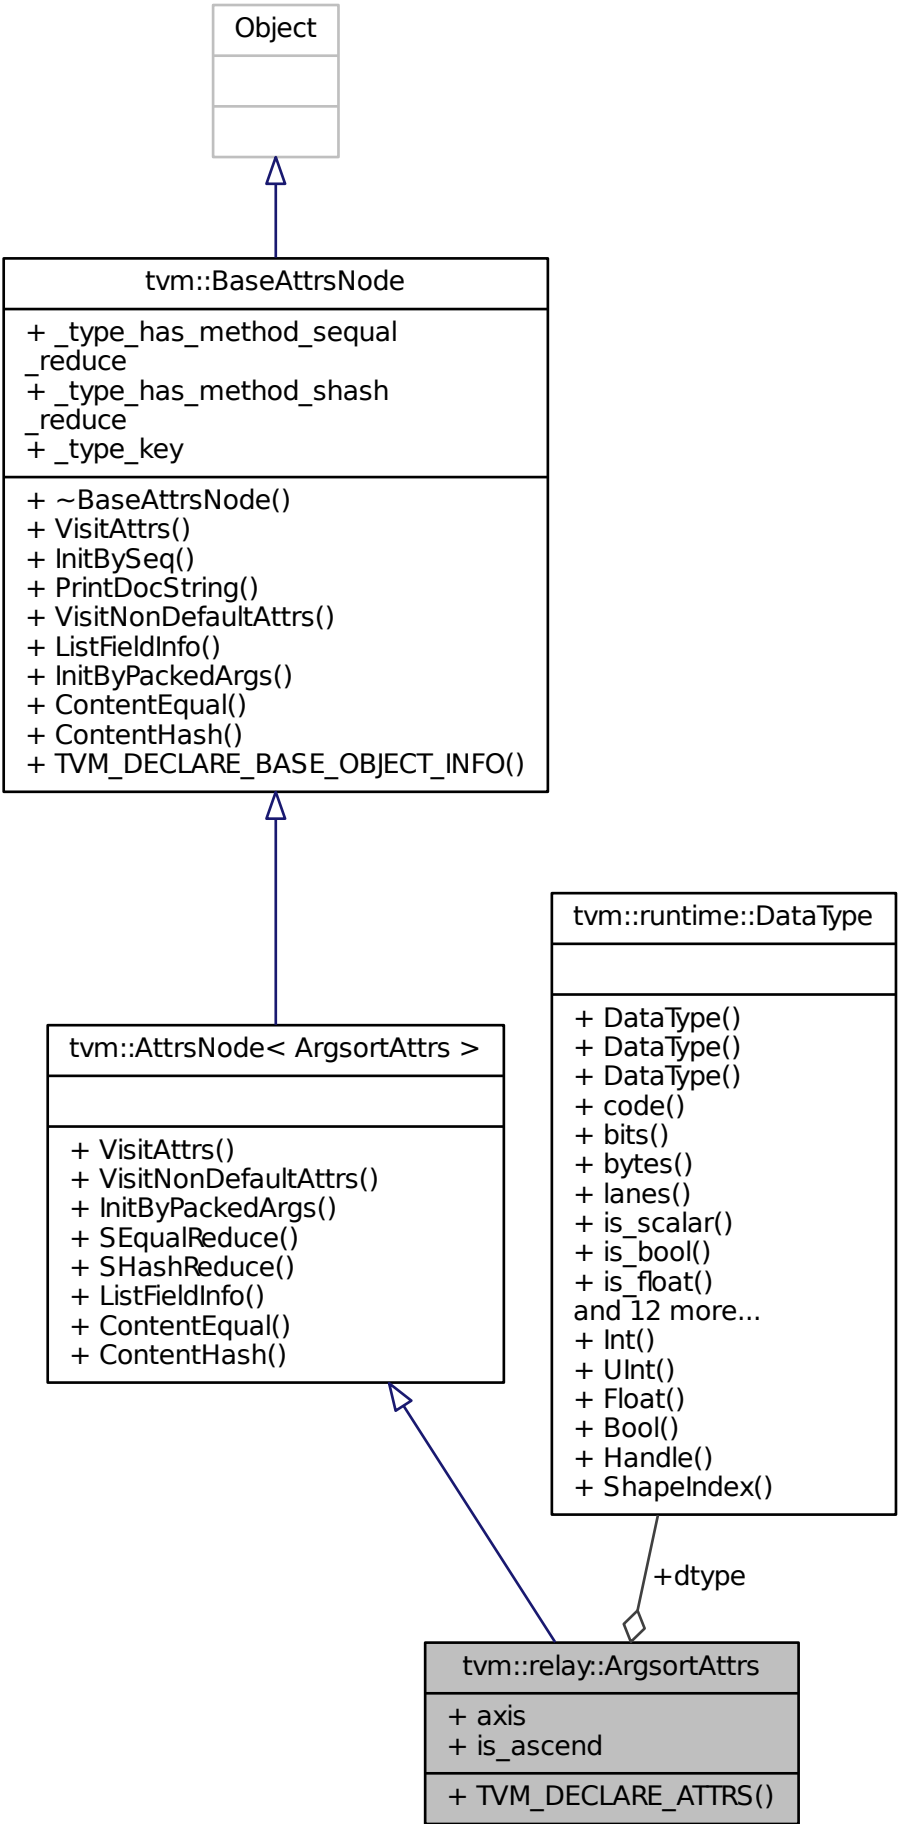 Object
tvm::BaseAttrsNode
+ _type_has_method_sequal
_reduce
+ _type_has_method_shash
_reduce
+ _type_key
+ ~BaseAttrsNode()
+ VisitAttrs()
+ InitBySeq()
+ PrintDocString()
+ VisitNonDefaultAttrs()
+ ListFieldInfo()
+ InitByPackedArgs()
+ ContentEqual()
+ ContentHash()
+ TVM_DECLARE_BASE_OBJECT_INFO()
tvm::AttrsNode< ArgsortAttrs >
+ VisitAttrs()
+ VisitNonDefaultAttrs()
+ InitByPackedArgs()
+ SEqualReduce()
+ SHashReduce()
+ ListFieldInfo()
+ ContentEqual()
+ ContentHash()
tvm::runtime::DataType
+ DataType()
+ DataType()
+ DataType()
+ code()
+ bits()
+ bytes()
+ lanes()
+ is_scalar()
+ is_bool()
+ is_float()
and 12 more...
+ Int()
+ UInt()
+ Float()
+ Bool()
+ Handle()
+ ShapeIndex()
+dtype
tvm::relay::ArgsortAttrs
+ axis
+ is_ascend
+ TVM_DECLARE_ATTRS()